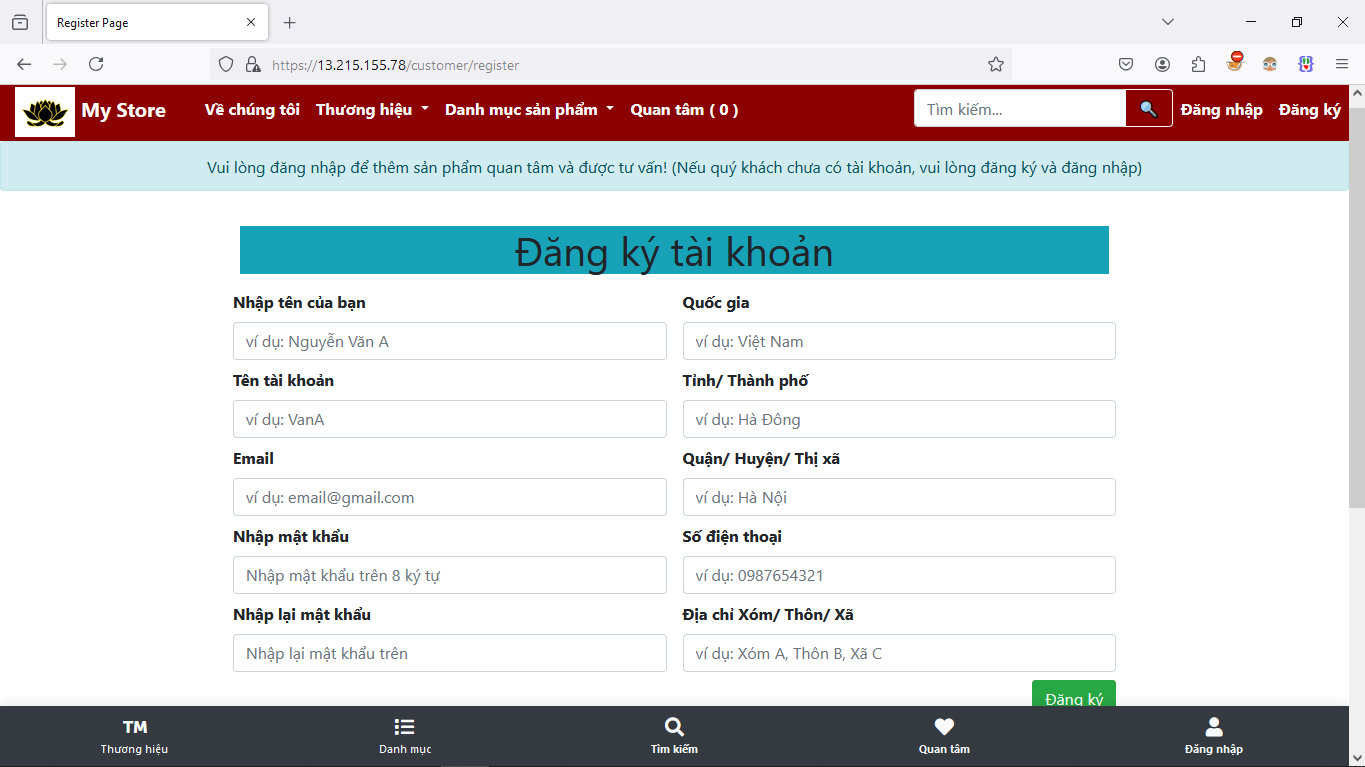 Register Page
https://13.215.155.78/customer/register
My Store Về chúng tôi Thương hiệu Danh mục sản phẩm Quan tâm ( 0 ) Tìm kiếm... Đăng nhập Đăng ký
Vui lòng đăng nhập để thêm sản phẩm quan tâm và được tư vấn! (Nếu quý khách chưa có tài khoản, vui lòng đăng ký và đăng nhập)
Đăng ký tài khoản
Nhập tên của bạn
ví dụ: Nguyễn Văn A
Tên tài khoản
ví dụ: VanA
Email
ví dụ: email@gmail.com
Nhập mật khẩu
Nhập mật khẩu trên 8 ký tự
Nhập lại mật khẩu
Nhập lại mật khẩu trên
Quốc gia
ví dụ: Việt Nam
Tỉnh/ Thành phố
ví dụ: Hà Đông
Quận/ Huyện/ Thị xã
ví dụ: Hà Nội
Số điện thoại
ví dụ: 0987654321
Địa chỉ Xóm/ Thôn/ Xã
ví dụ: Xóm A, Thôn B, Xã C
Đăng ký
TM
Thương hiệu
Danh mục
Tìm kiếm
Quan tâm
Đăng nhập